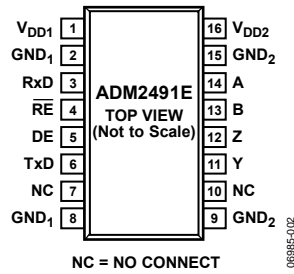 VDD1 1 16 VDD2
GND1 2 15 GND2
RxD 3 14 A
R̅E̅ 4 ADM2491E 13 B
TOP VIEW
DE 5 (Not to Scale) 12 Z
TxD 6 11 Y
NC 7 10 NC
GND1 8 9 GND2
NC = NO CONNECT
06985-002